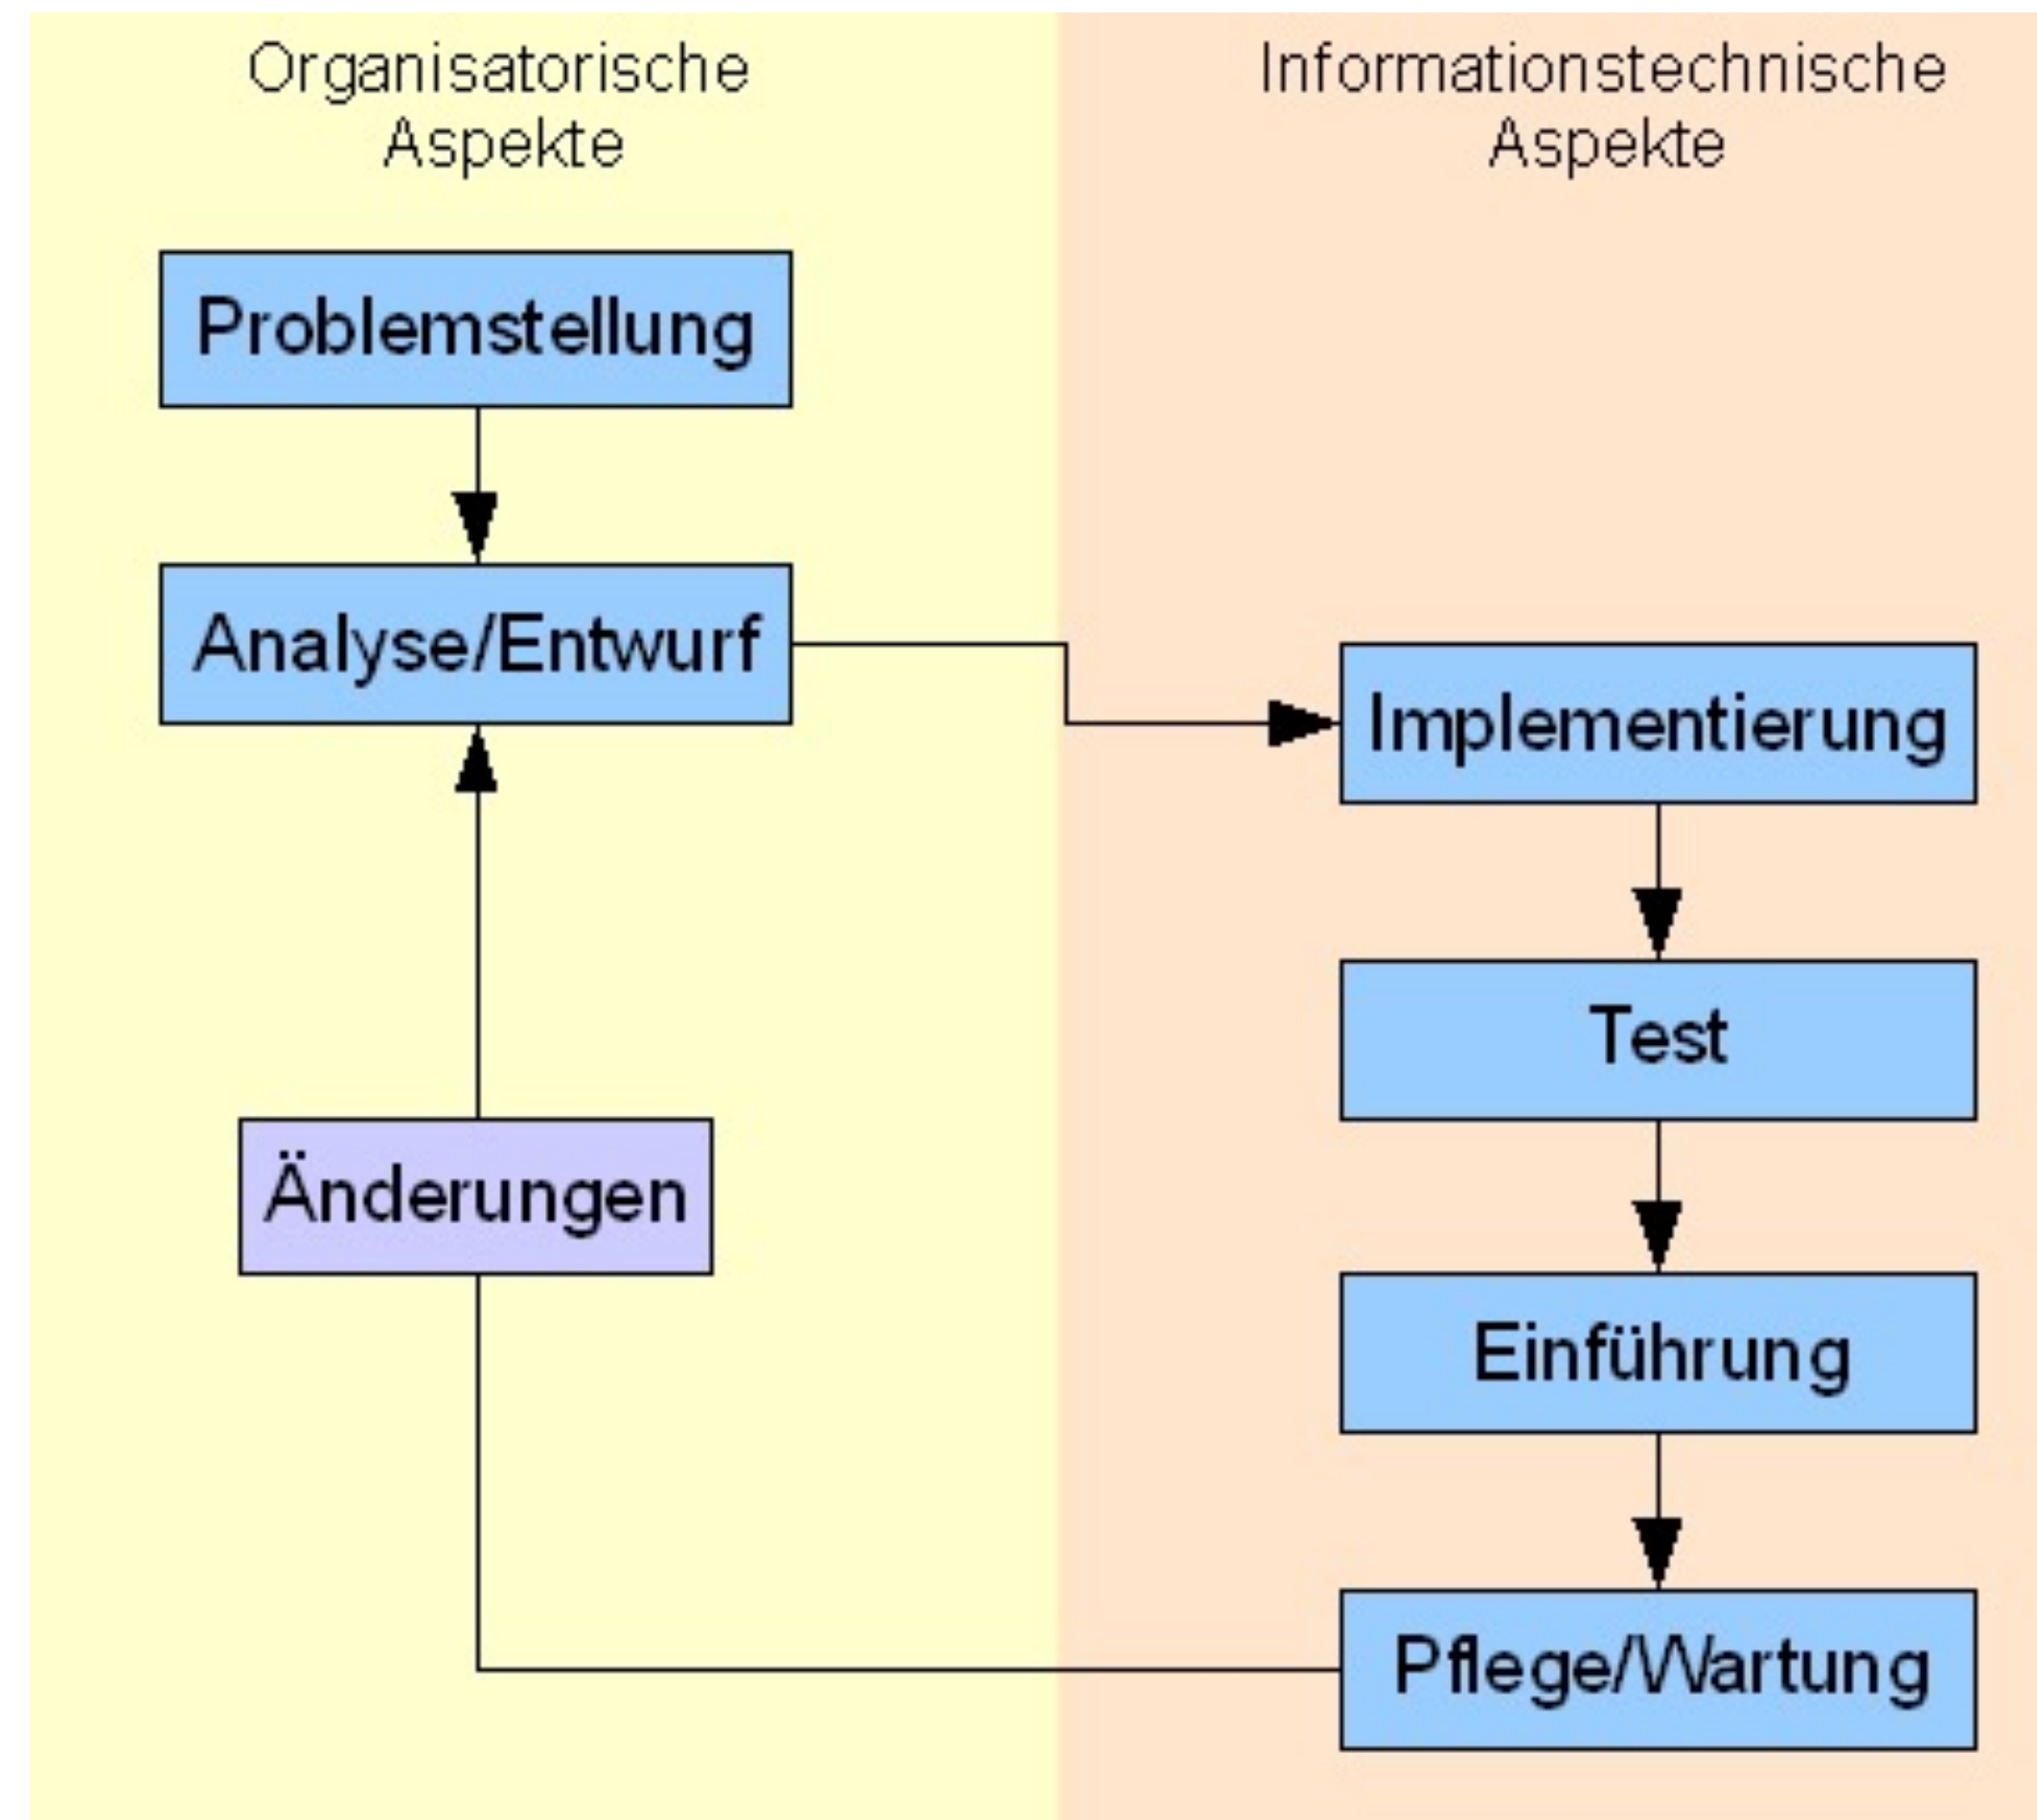 Organisatorische
Aspekte
Informationstechnische
Aspekte
Problemstellung
Analyse/Entwurf
Implementierung
Test
Änderungen
Einführung
Pflege/Wartung